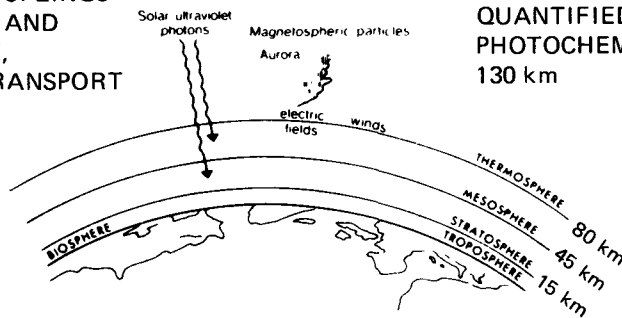 AND
RANSPORT
Solar ultraviolet
photons
Magnetospheric particles
Aurora
QUANTIFIED
PHOTOCHEM
130 km
electric
fields
winds
THERMOSPHERE
MESOSPHERE
STRATOSPHERE
TROPOSPHERE
BIOSPHERE
80 km
45 km
15 km